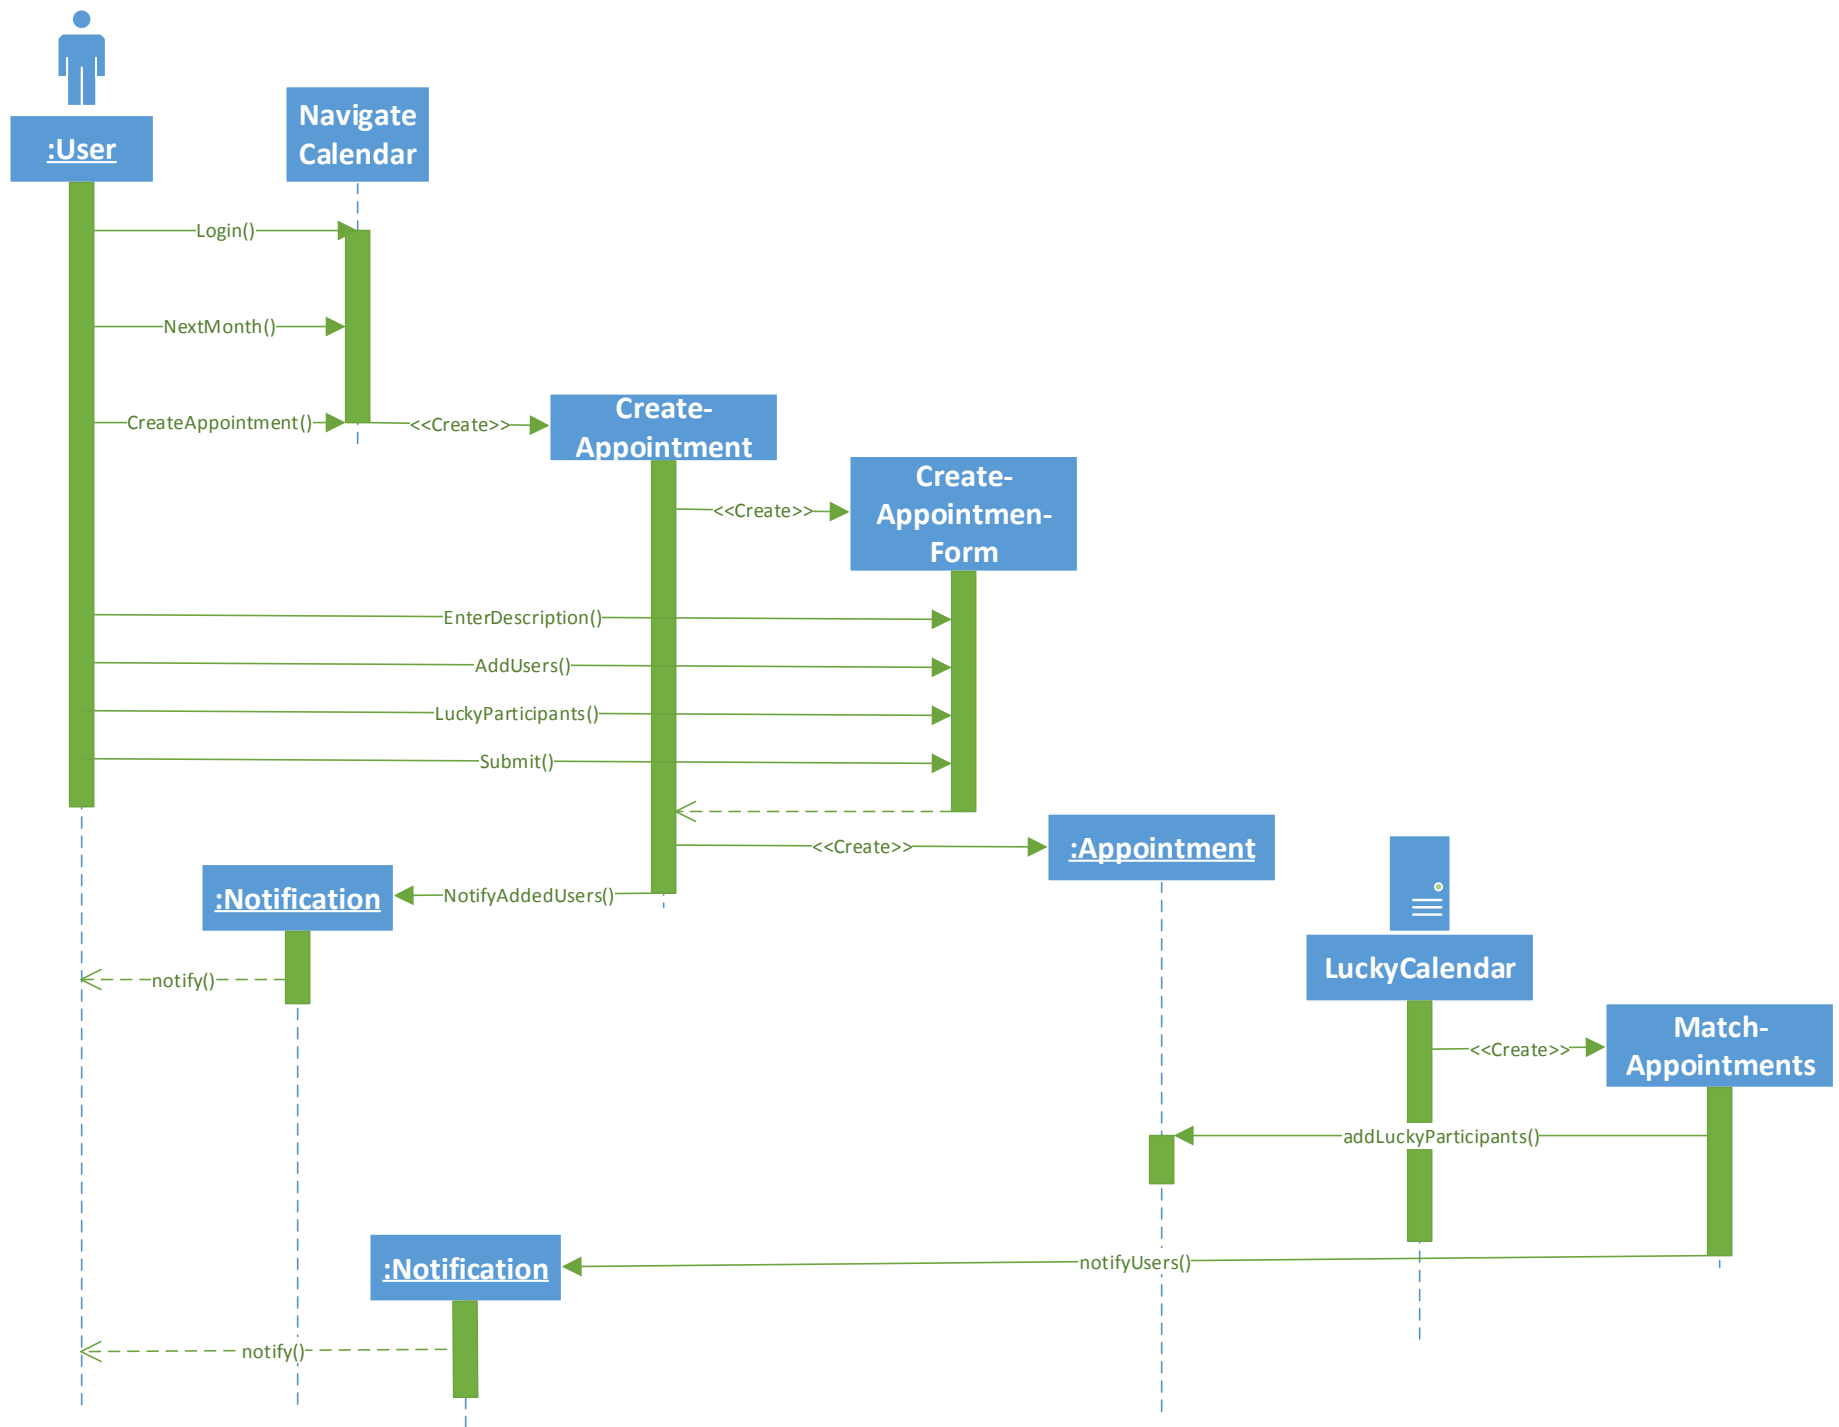 :User
Navigate
Calendar
Login()
NextMonth()
CreateAppointment()
<<Create>>
Create-
Appointment
<<Create>>
Create-
Appointmen-
Form
EnterDescription()
AddUsers()
LuckyParticipants()
Submit()
<<Create>>
:Appointment
:Notification
NotifyAddedUsers()
notify()
LuckyCalendar
<<Create>>
Match-
Appointments
addLuckyParticipants()
:Notification
notifyUsers()
notify()